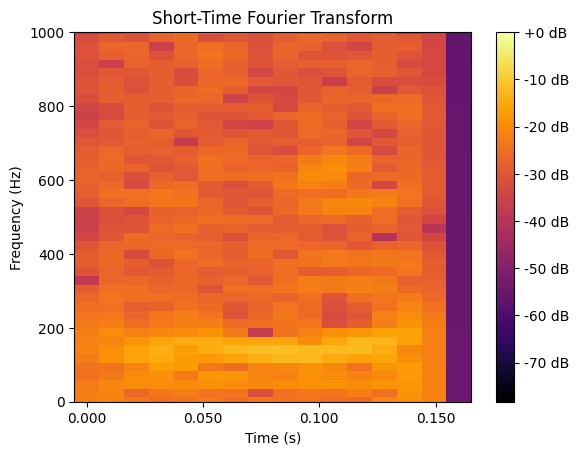 Short-Time Fourier Transform
Frequency (Hz)
1000
800
600
400
200
0
0.000
0.050
0.100
0.150
Time (s)
+0 dB
-10 dB
-20 dB
-30 dB
-40 dB
-50 dB
-60 dB
-70 dB